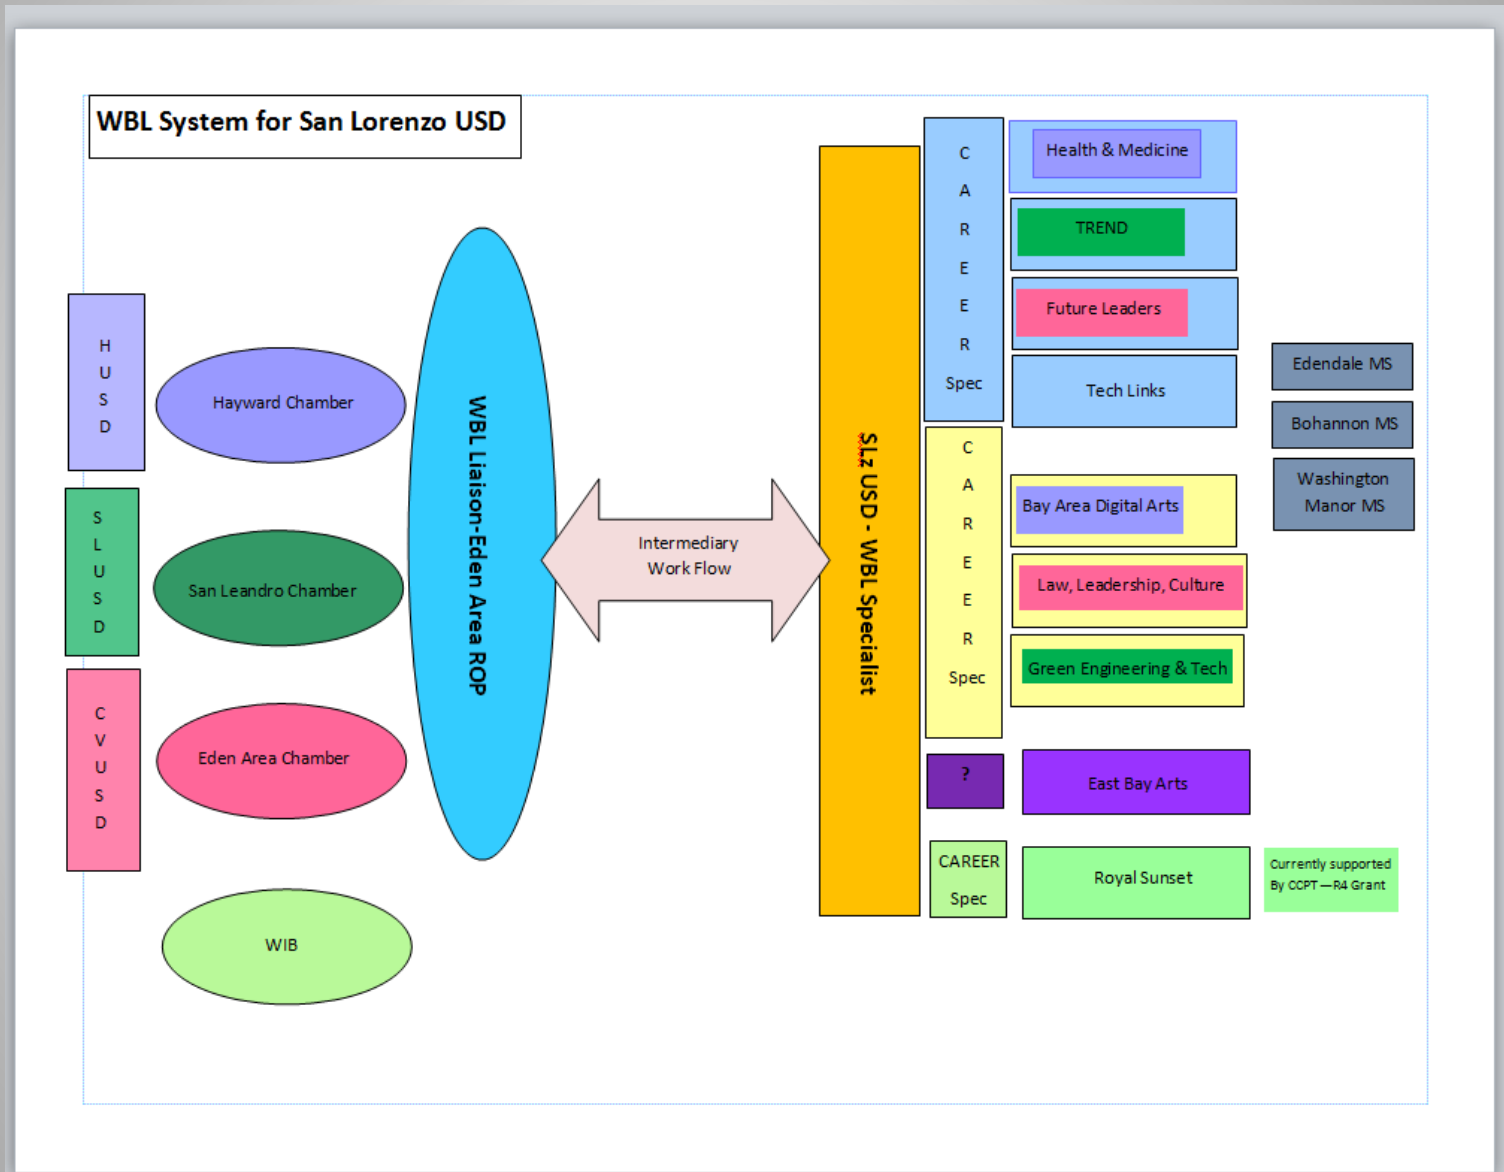 WBL System for San Lorenzo USD
H
U
S
D
S
L
U
S
D
C
V
U
S
D
Hayward Chamber
San Leandro Chamber
Eden Area Chamber
WIB
WBL Liaison-Eden Area ROP
Intermediary
Work Flow
SLz USD - WBL Specialist
C
A
R
E
E
R
Spec
C
A
R
E
E
R
Spec
?
CAREER
Spec
Health & Medicine
TREND
Future Leaders
Tech Links
Bay Area Digital Arts
Law, Leadership, Culture
Green Engineering & Tech
East Bay Arts
Royal Sunset
Edendale MS
Bohannon MS
Washington
Manor MS
Currently supported
By CCPT—R4 Grant